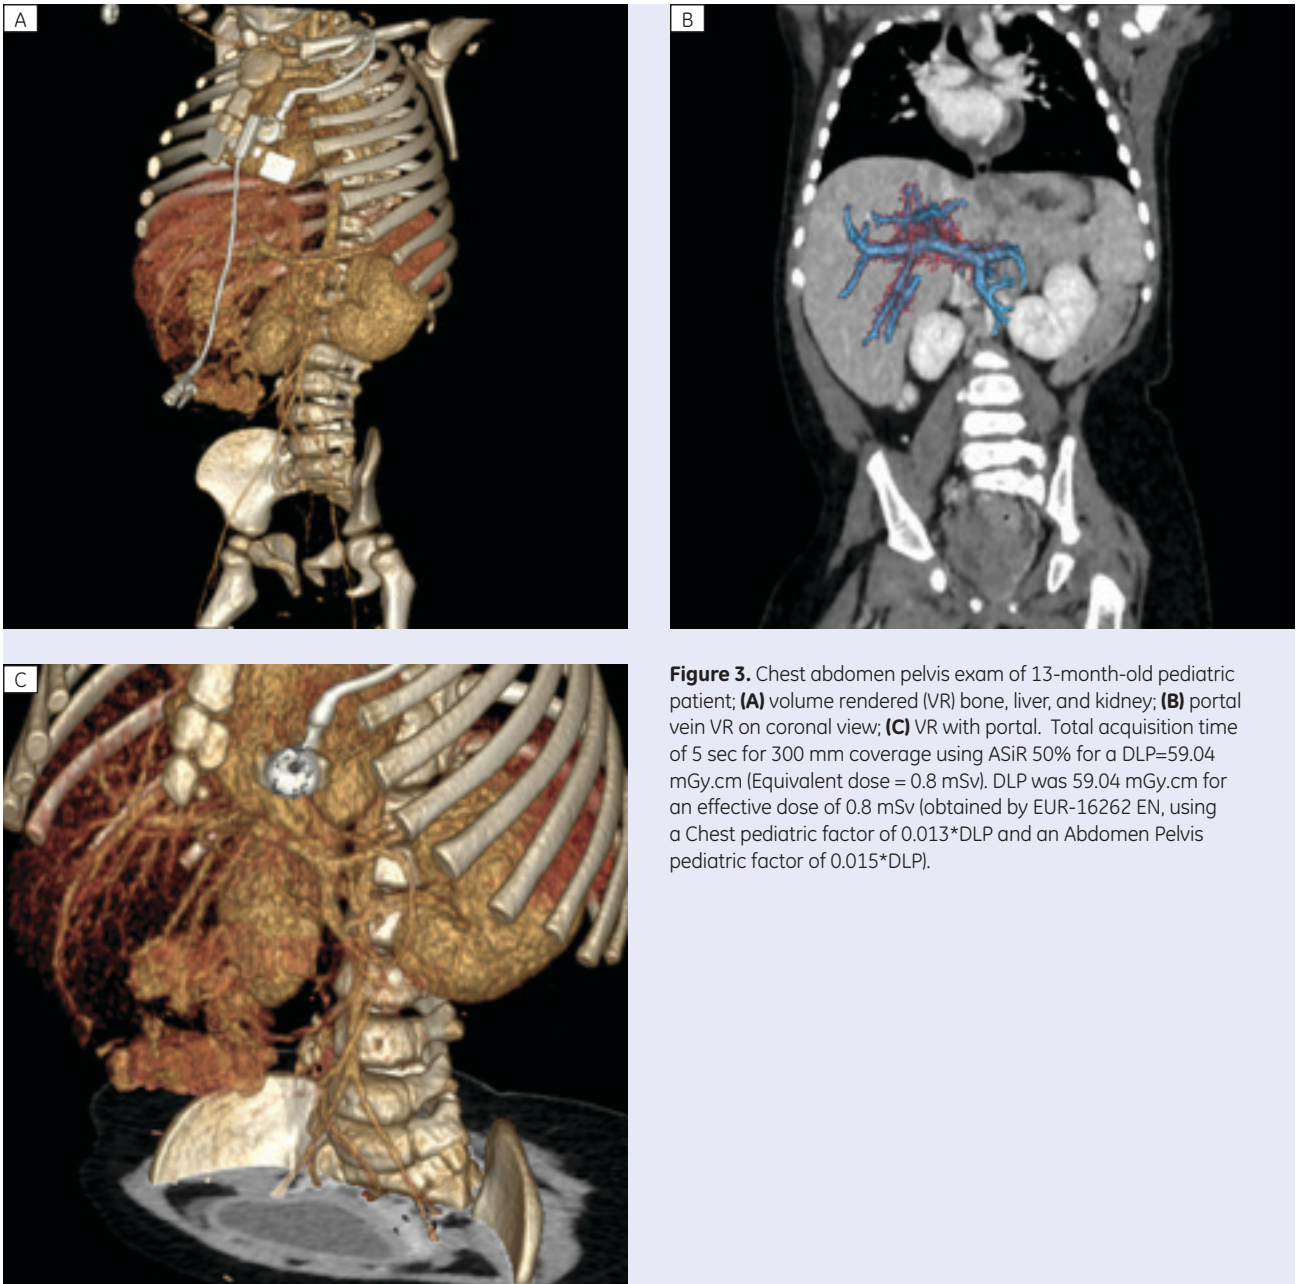 A
B
C
Figure 3. Chest abdomen pelvis exam of 13-month-old pediatric
patient; (A) volume rendered (VR) bone, liver, and kidney; (B) portal
vein VR on coronal view; (C) VR with portal. Total acquisition time
of 5 sec for 300 mm coverage using ASiR 50% for a DLP=59.04
mGy.cm (Equivalent dose = 0.8 mSv). DLP was 59.04 mGy.cm for
an effective dose of 0.8 mSv (obtained by EUR-16262 EN, using
a Chest pediatric factor of 0.013*DLP and an Abdomen Pelvis
pediatric factor of 0.015*DLP).